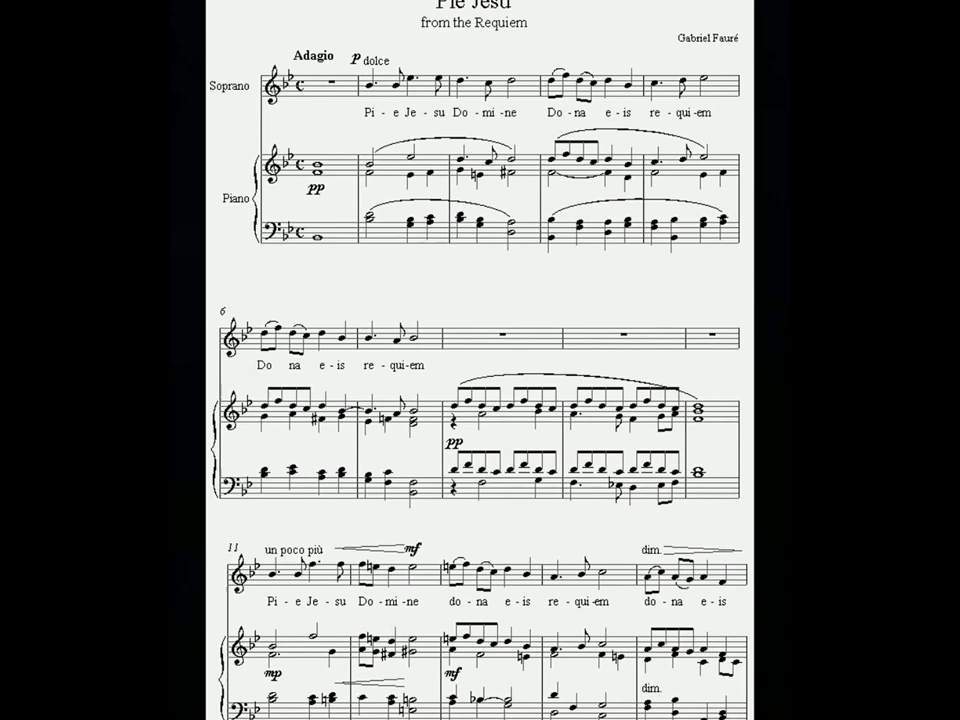 Pie Jesu
from the Requiem
Gabriel Fauré
Adagio
p dolce
Soprano
Pi - e Je - su Do - mi - ne Do - na e - is re - qui - em
pp
Piano
6
Do na e - is re - qui - em
pp
11
un poco più mf dim.
Pi - e Je - su Do - mi - ne do - na e - is re - qui - em do - na e - is
mp mf
dim.